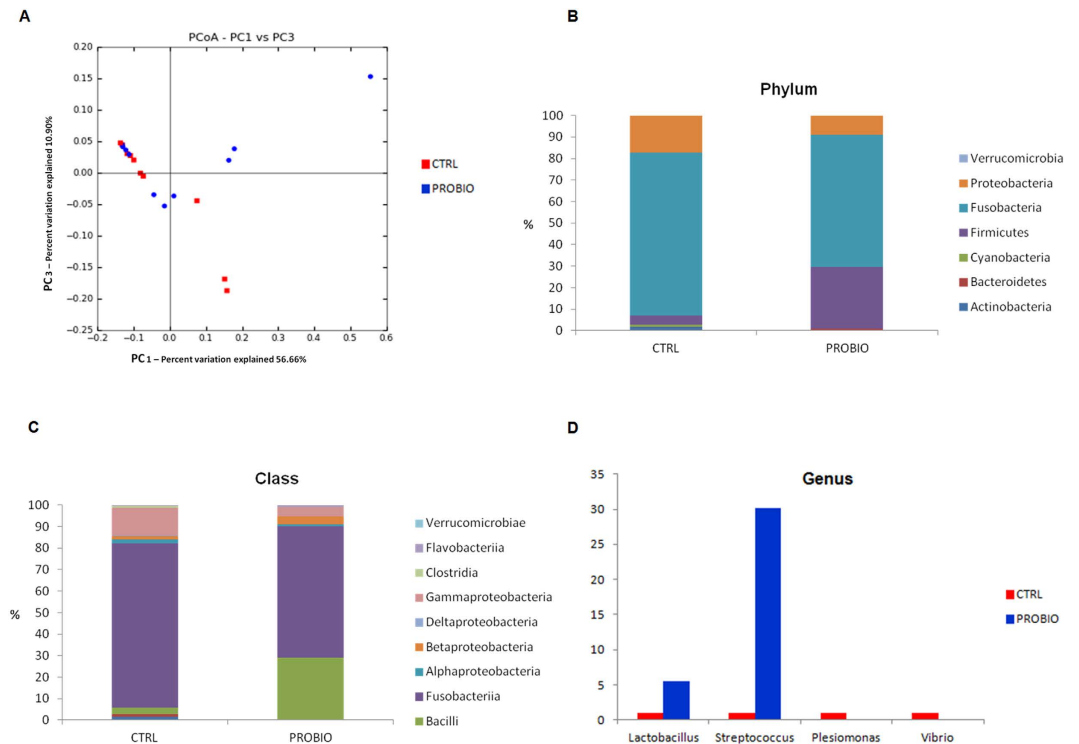 A
PCoA - PC1 vs PC3
0.20
0.15
0.10
0.05
0.00
−0.05
−0.10
−0.15
−0.20
−0.25
−0.2
−0.1
0.0
0.1
0.2
0.3
0.4
0.5
0.6
PC3 – Percent variation explained 10.90%
PC1 – Percent variation explained 56.66%
CTRL
PROBIO
B
Phylum
100
90
80
70
60
50
40
30
20
10
0
%
CTRL
PROBIO
Verrucomicrobia
Proteobacteria
Fusobacteria
Firmicutes
Cyanobacteria
Bacteroidetes
Actinobacteria
C
Class
100
90
80
70
60
50
40
30
20
10
0
%
CTRL
PROBIO
Verrucomicrobiae
Flavobacteriia
Clostridia
Gammaproteobacteria
Deltaproteobacteria
Betaproteobacteria
Alphaproteobacteria
Fusobacteriia
Bacilli
D
Genus
35
30
25
20
15
10
5
0
Lactobacillus
Streptococcus
Plesiomonas
Vibrio
CTRL
PROBIO